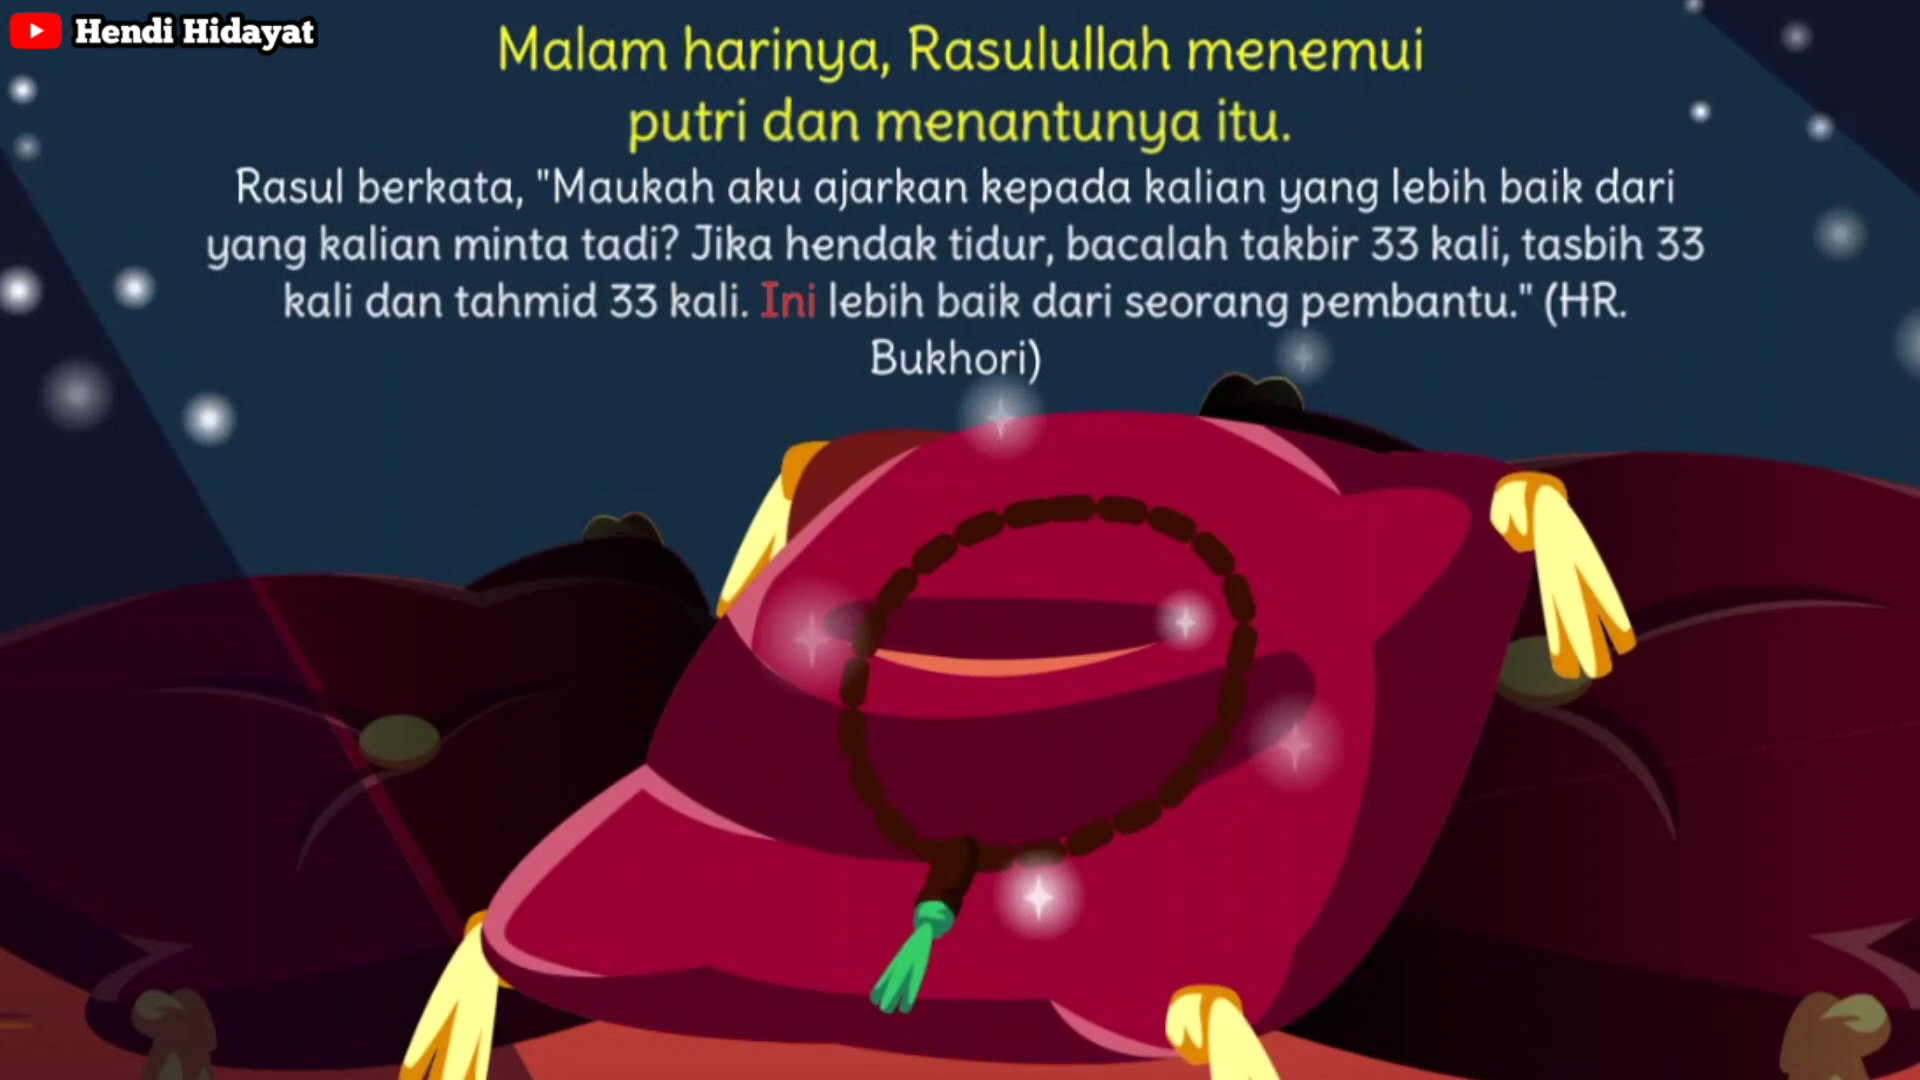 Hendi Hidayat
Malam harinya, Rasulullah menemui
putri dan menantunya itu.
Rasul berkata, "Maukah aku ajarkan kepada kalian yang lebih baik dari
yang kalian minta tadi? Jika hendak tidur, bacalah takbir 33 kali, tasbih 33
kali dan tahmid 33 kali. Ini lebih baik dari seorang pembantu." (HR.
Bukhori)